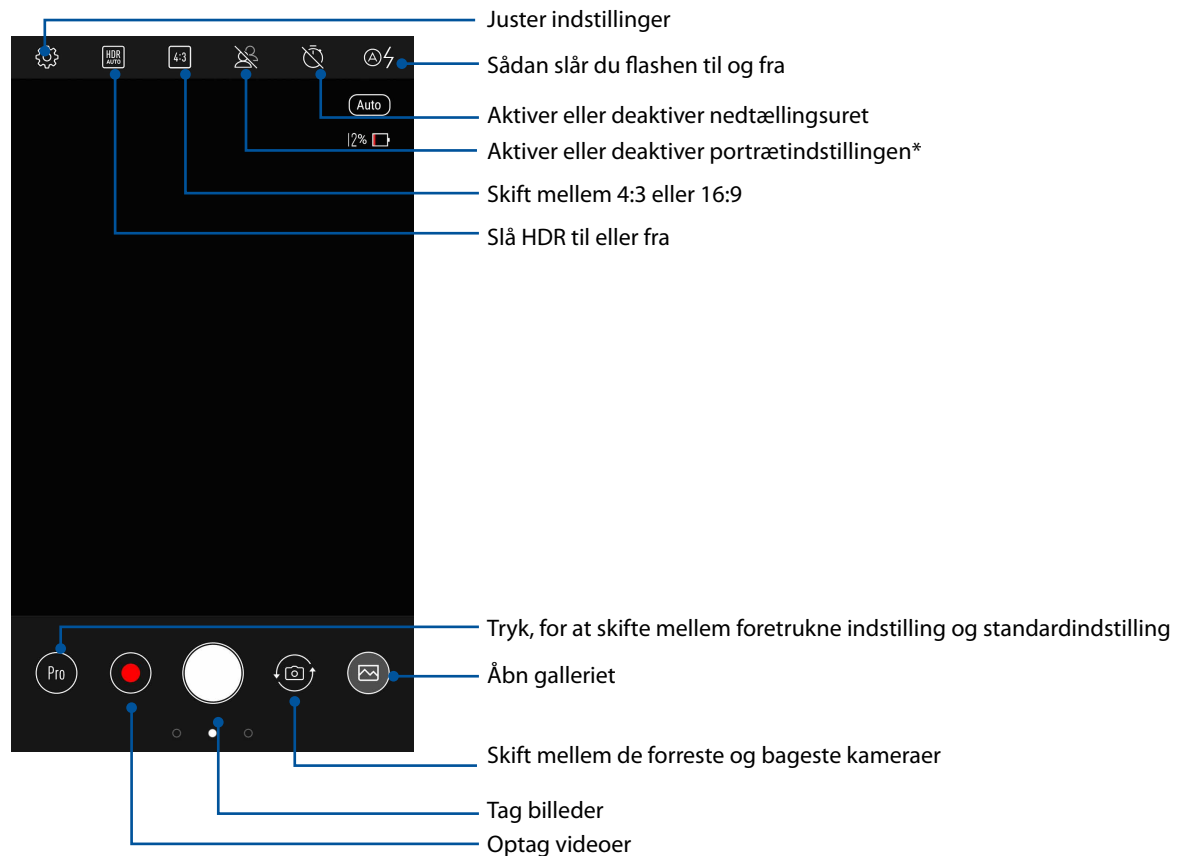 Juster indstillinger
HDR
AUTO
4:3
A
Sådan slår du flashen til og fra
Auto
Aktiver eller deaktiver nedtællingsuret
12%
Aktiver eller deaktiver portrætindstillingen*
Skift mellem 4:3 eller 16:9
Slå HDR til eller fra
Tryk, for at skifte mellem foretrukne indstilling og standardindstilling
Pro
Åbn galleriet
Skift mellem de forreste og bageste kameraer
Tag billeder
Optag videoer